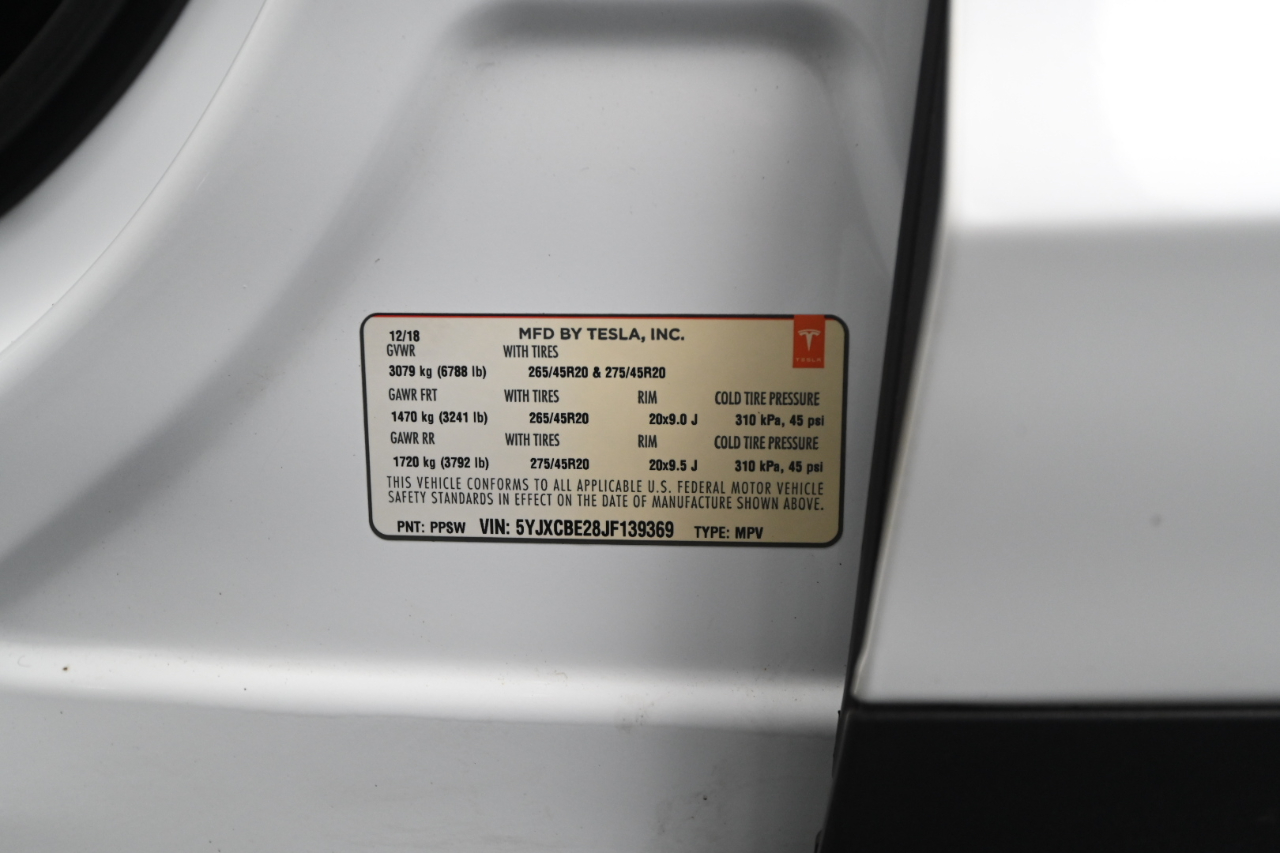 12/18 MFD BY TESLA, INC.
GVWR WITH TIRES
3079 kg (6788 lb) 265/45R20 & 275/45R20
TESLA
GAWR FRT WITH TIRES RIM COLD TIRE PRESSURE
1470 kg (3241 lb) 265/45R20 20x9.0 J 310 kPa, 45 psi
GAWR RR WITH TIRES RIM COLD TIRE PRESSURE
1720 kg (3792 lb) 275/45R20 20x9.5 J 310 kPa, 45 psi
THIS VEHICLE CONFORMS TO ALL APPLICABLE U.S. FEDERAL MOTOR VEHICLE
SAFETY STANDARDS IN EFFECT ON THE DATE OF MANUFACTURE SHOWN ABOVE.
PNT: PPSW VIN: 5YJXCBE28JF139369 TYPE: MPV